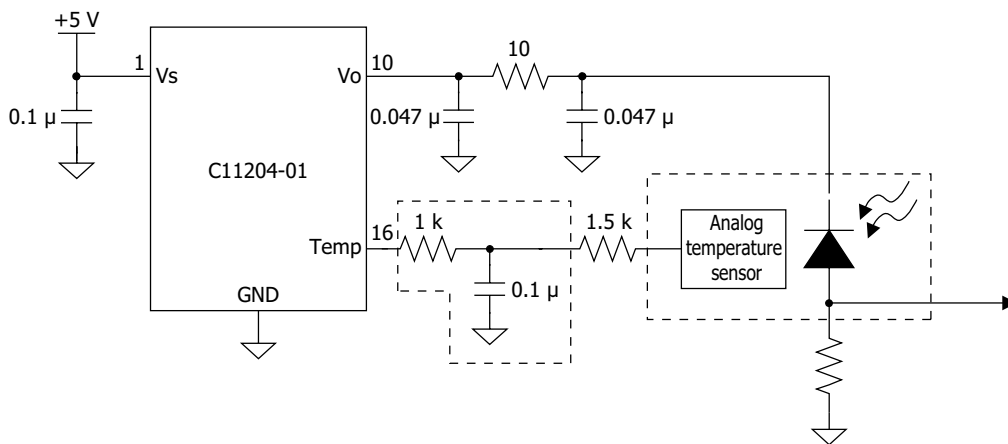 +5 V
1
Vs
Vo
10
10
0.1 µ
0.047 µ
0.047 µ
C11204-01
Temp
16
1 k
1.5 k
Analog
temperature
sensor
0.1 µ
GND